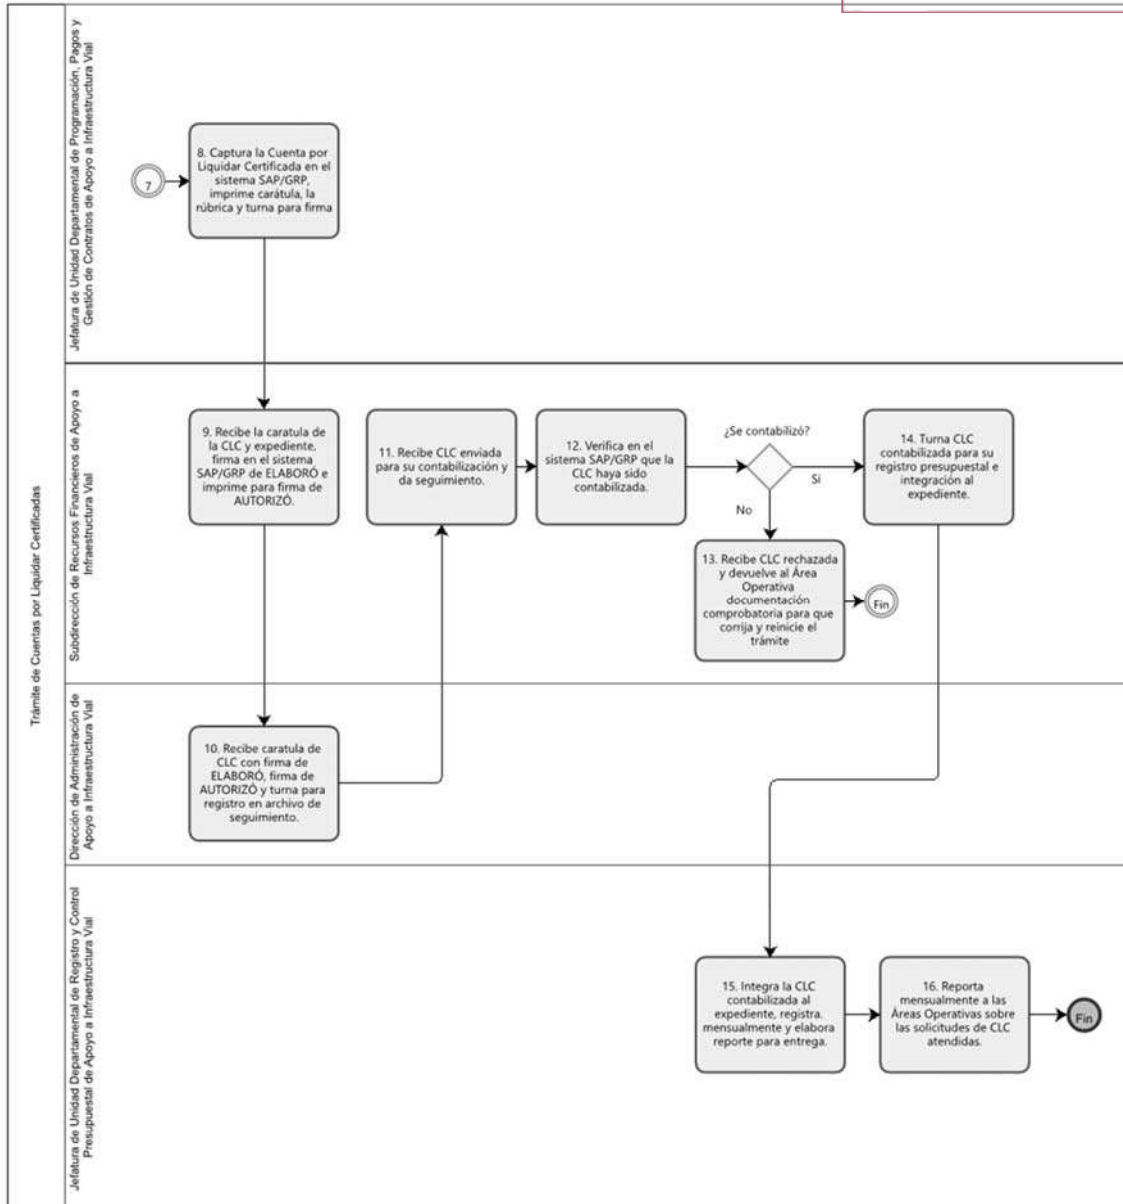 Trámite de Cuentas por Liquidar Certificadas
Jefatura de Unidad Departamental de Programación, Pagos y
Gestión de Contratos de Apoyo a Infraestructura Vial
7
8. Captura la Cuenta por
Liquidar Certificada en el
sistema SAP/GRP,
imprime carátula, la
rúbrica y turna para firma
Subdirección de Recursos Financieros de Apoyo a
Infraestructura Vial
9. Recibe la caratula de
la CLC y expediente,
firma en el sistema
SAP/GRP de ELABORÓ e
imprime para firma de
AUTORIZÓ.
11. Recibe CLC enviada
para su contabilización y
da seguimiento.
12. Verifica en el
sistema SAP/GRP que la
CLC haya sido
contabilizada.
¿Se contabilizó?
Si
No
14. Turna CLC
contabilizada para su
registro presupuestal e
integración al
expediente.
13. Recibe CLC rechazada
y devuelve al Área
Operativa
documentación
comprobatoria para que
corrija y reinicie el
trámite
Fin
Dirección de Administración de
Apoyo a Infraestructura Vial
10. Recibe caratula de
CLC con firma de
ELABORÓ, firma de
AUTORIZÓ y turna para
registro en archivo de
seguimiento.
Jefatura de Unidad Departamental de Registro y Control
Presupuestal de Apoyo a Infraestructura Vial
15. Integra la CLC
contabilizada al
expediente, registra.
mensualmente y elabora
reporte para entrega.
16. Reporta
mensualmente a las
Áreas Operativas sobre
las solicitudes de CLC
atendidas.
Fin